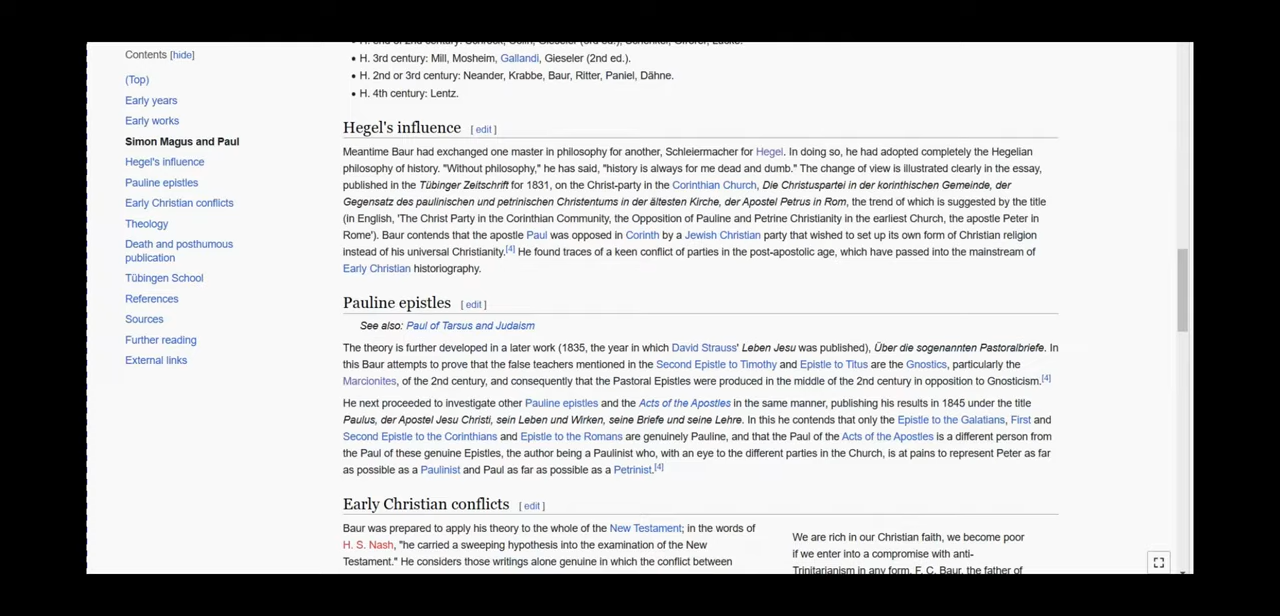 Contents [hide]
(Top)
Early years
Early works
Simon Magus and Paul
Hegel's influence
Pauline epistles
Early Christian conflicts
Theology
Death and posthumous
publication
Tübingen School
References
Sources
Further reading
External links
• H. 3rd century: Mill, Mosheim, Gallandi, Gieseler (2nd ed.).
• H. 2nd or 3rd century: Neander, Krabbe, Baur, Ritter, Paniel, Dähne.
• H. 4th century: Lentz.
Hegel's influence [ edit ]
Meantime Baur had exchanged one master in philosophy for another, Schleiermacher for Hegel. In doing so, he had adopted completely the Hegelian
philosophy of history. "Without philosophy," he has said, "history is always for me dead and dumb." The change of view is illustrated clearly in the essay,
published in the Tübinger Zeitschrift for 1831, on the Christ-party in the Corinthian Church, Die Christuspartei in der korinthischen Gemeinde, der
Gegensatz des paulinischen und petrinischen Christentums in der ältesten Kirche, der Apostel Petrus in Rom, the trend of which is suggested by the title
(in English, 'The Christ Party in the Corinthian Community, the Opposition of Pauline and Petrine Christianity in the earliest Church, the apostle Peter in
Rome'). Baur contends that the apostle Paul was opposed in Corinth by a Jewish Christian party that wished to set up its own form of Christian religion
instead of his universal Christianity.[4] He found traces of a keen conflict of parties in the post-apostolic age, which have passed into the mainstream of
Early Christian historiography.
Pauline epistles [ edit ]
See also: Paul of Tarsus and Judaism
The theory is further developed in a later work (1835, the year in which David Strauss' Leben Jesu was published), Über die sogenannten Pastoralbriefe. In
this Baur attempts to prove that the false teachers mentioned in the Second Epistle to Timothy and Epistle to Titus are the Gnostics, particularly the
Marcionites, of the 2nd century, and consequently that the Pastoral Epistles were produced in the middle of the 2nd century in opposition to Gnosticism.[4]
He next proceeded to investigate other Pauline epistles and the Acts of the Apostles in the same manner, publishing his results in 1845 under the title
Paulus, der Apostel Jesu Christi, sein Leben und Wirken, seine Briefe und seine Lehre. In this he contends that only the Epistle to the Galatians, First and
Second Epistle to the Corinthians and Epistle to the Romans are genuinely Pauline, and that the Paul of the Acts of the Apostles is a different person from
the Paul of these genuine Epistles, the author being a Paulinist who, with an eye to the different parties in the Church, is at pains to represent Peter as far
as possible as a Paulinist and Paul as far as possible as a Petrinist.[4]
Early Christian conflicts [ edit ]
Baur was prepared to apply his theory to the whole of the New Testament; in the words of
H. S. Nash, "he carried a sweeping hypothesis into the examination of the New
Testament." He considers those writings alone genuine in which the conflict between
We are rich in our Christian faith, we become poor
if we enter into a compromise with anti-
Trinitarianism in any form. F. C. Baur, the father of